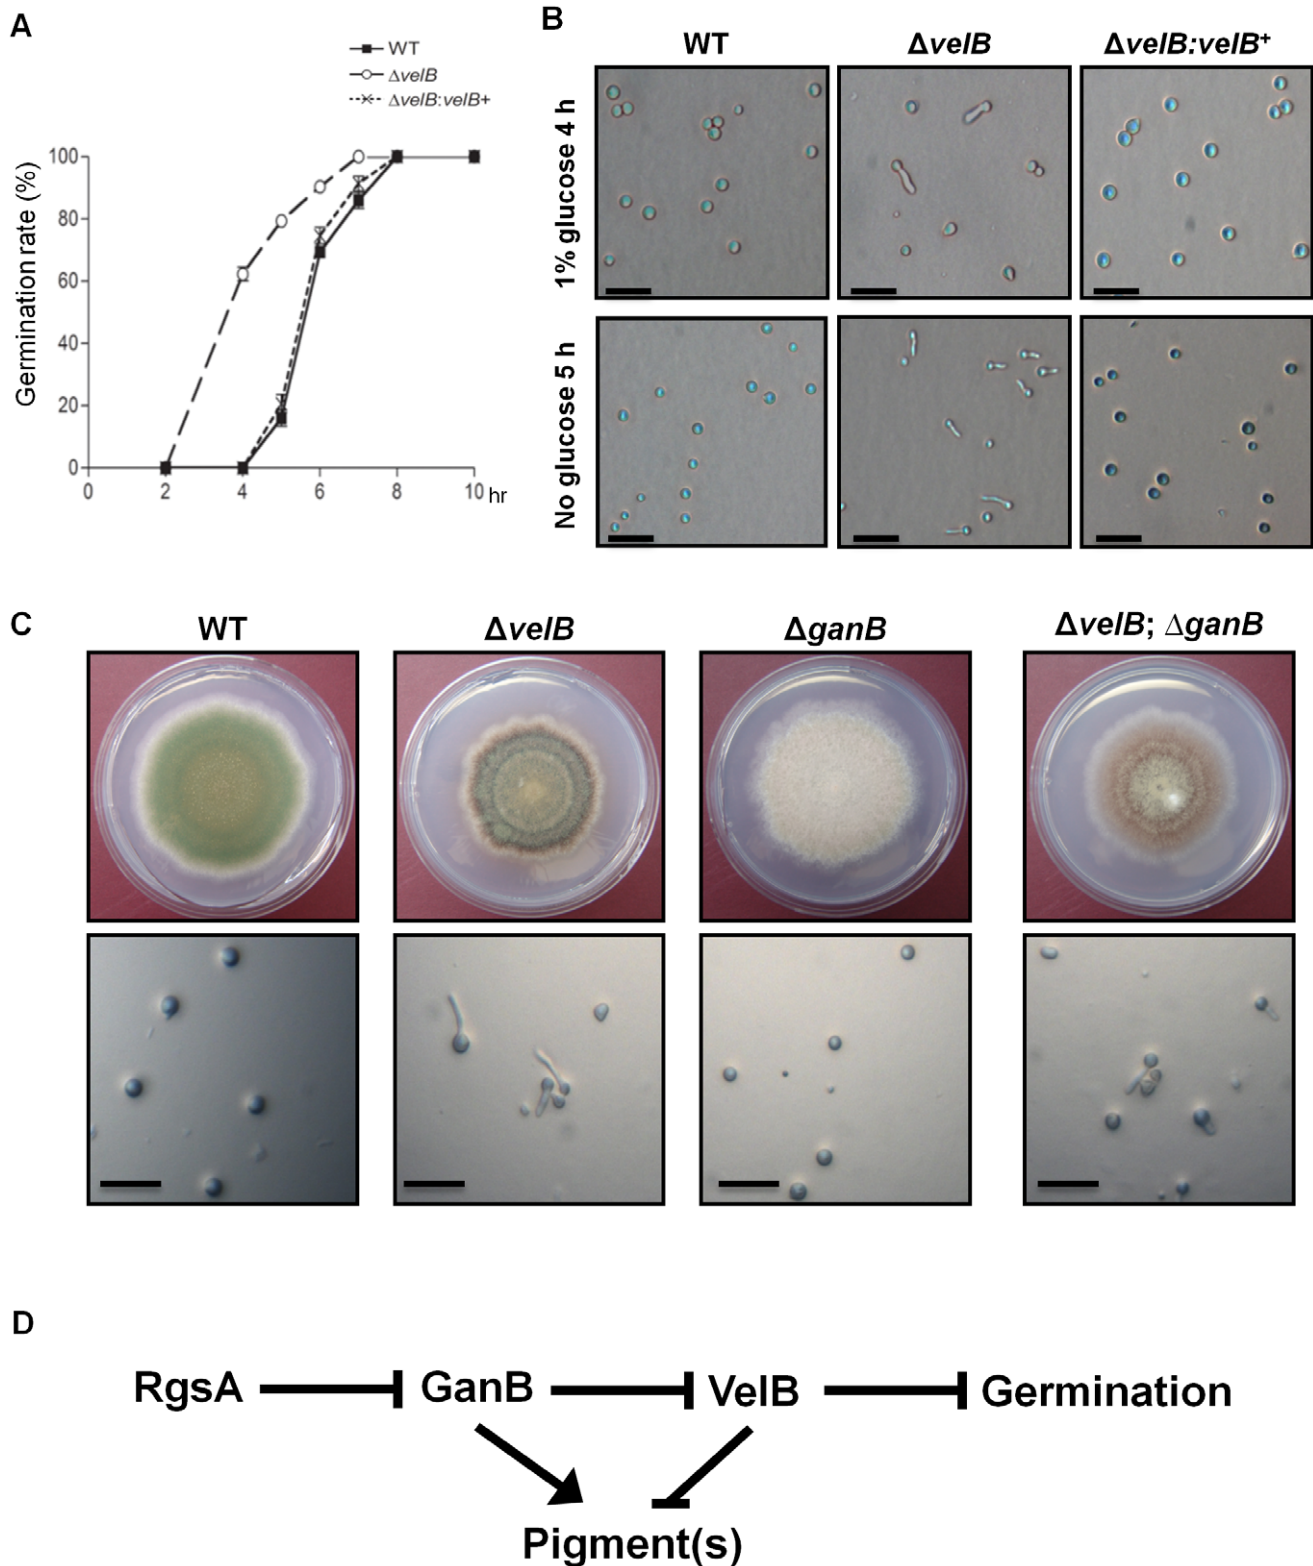 A
WT
ΔvelB
ΔvelB:velB+
Germination rate (%)
100
80
60
40
20
0
0 2 4 6 8 10 hr
B
WT ΔvelB ΔvelB:velB+
1% glucose 4 h
No glucose 5 h
C
WT ΔvelB ΔganB ΔvelB; ΔganB
D
RgsA GanB VelB Germination
Pigment(s)